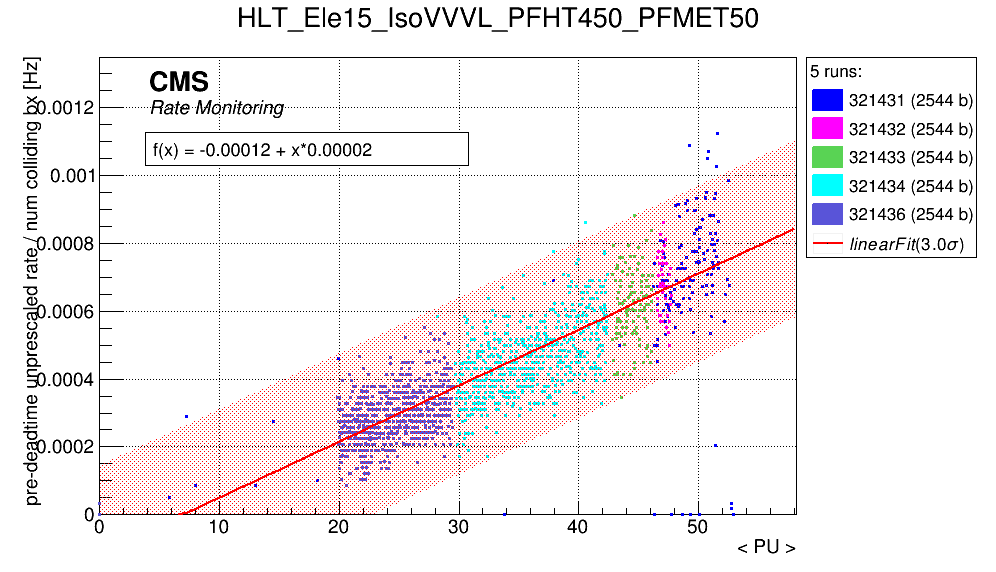 HLT_Ele15_IsoVVVL_PFHT450_PFMET50
pre-deadtime unprescaled rate / num colliding bx [Hz]
CMS
Rate Monitoring
f(x) = -0.00012 + x*0.00002
0.0012
0.001
0.0008
0.0006
0.0004
0.0002
0
0 10 20 30 40 50
< PU >
5 runs:
321431 (2544 b)
321432 (2544 b)
321433 (2544 b)
321434 (2544 b)
321436 (2544 b)
linearFit(3.0σ)